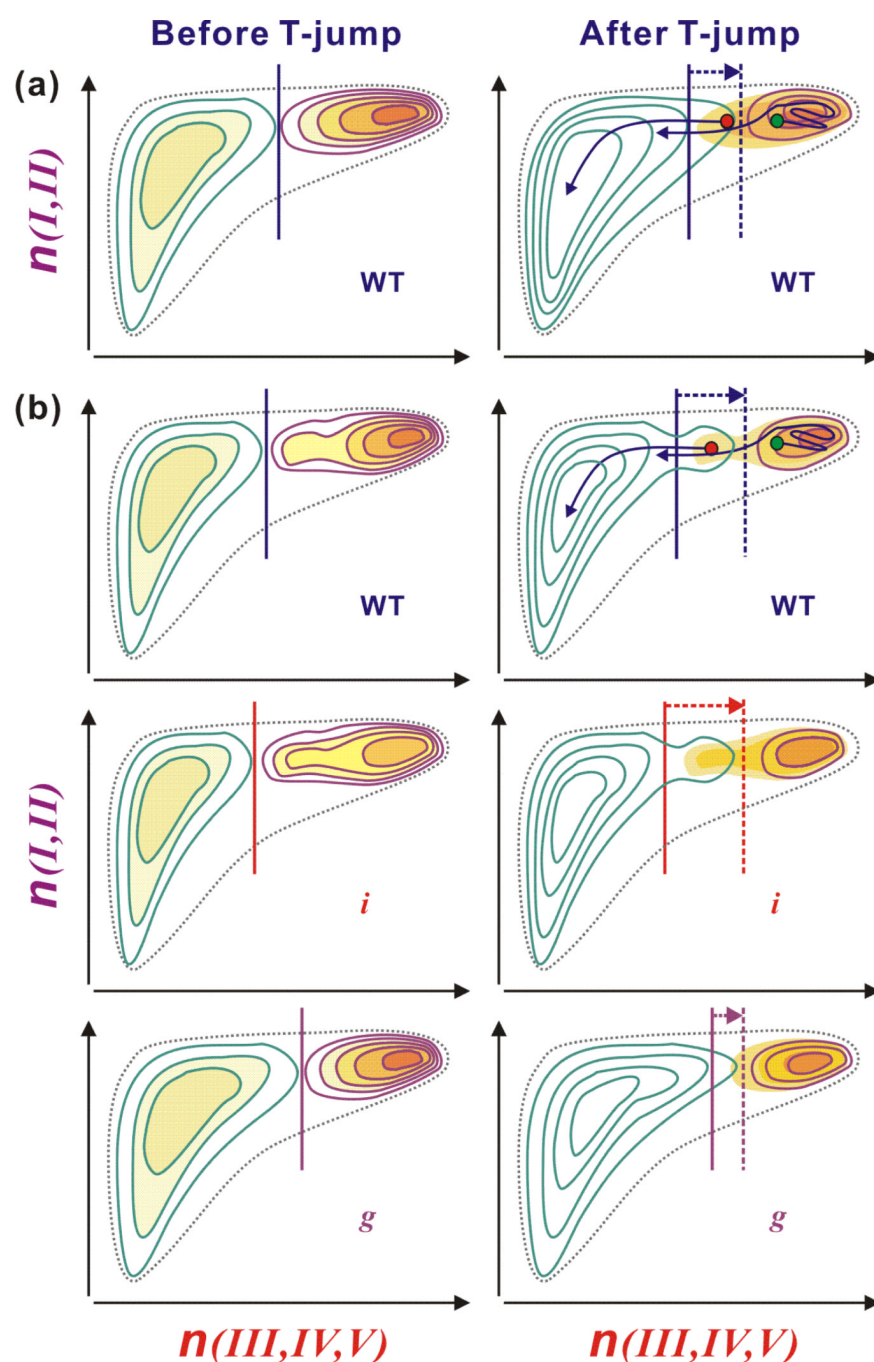 Before T-jump
After T-jump
(a)
n(I,II)
WT
WT
(b)
WT
WT
n(I,II)
i
i
g
g
n(III,IV,V)
n(III,IV,V)